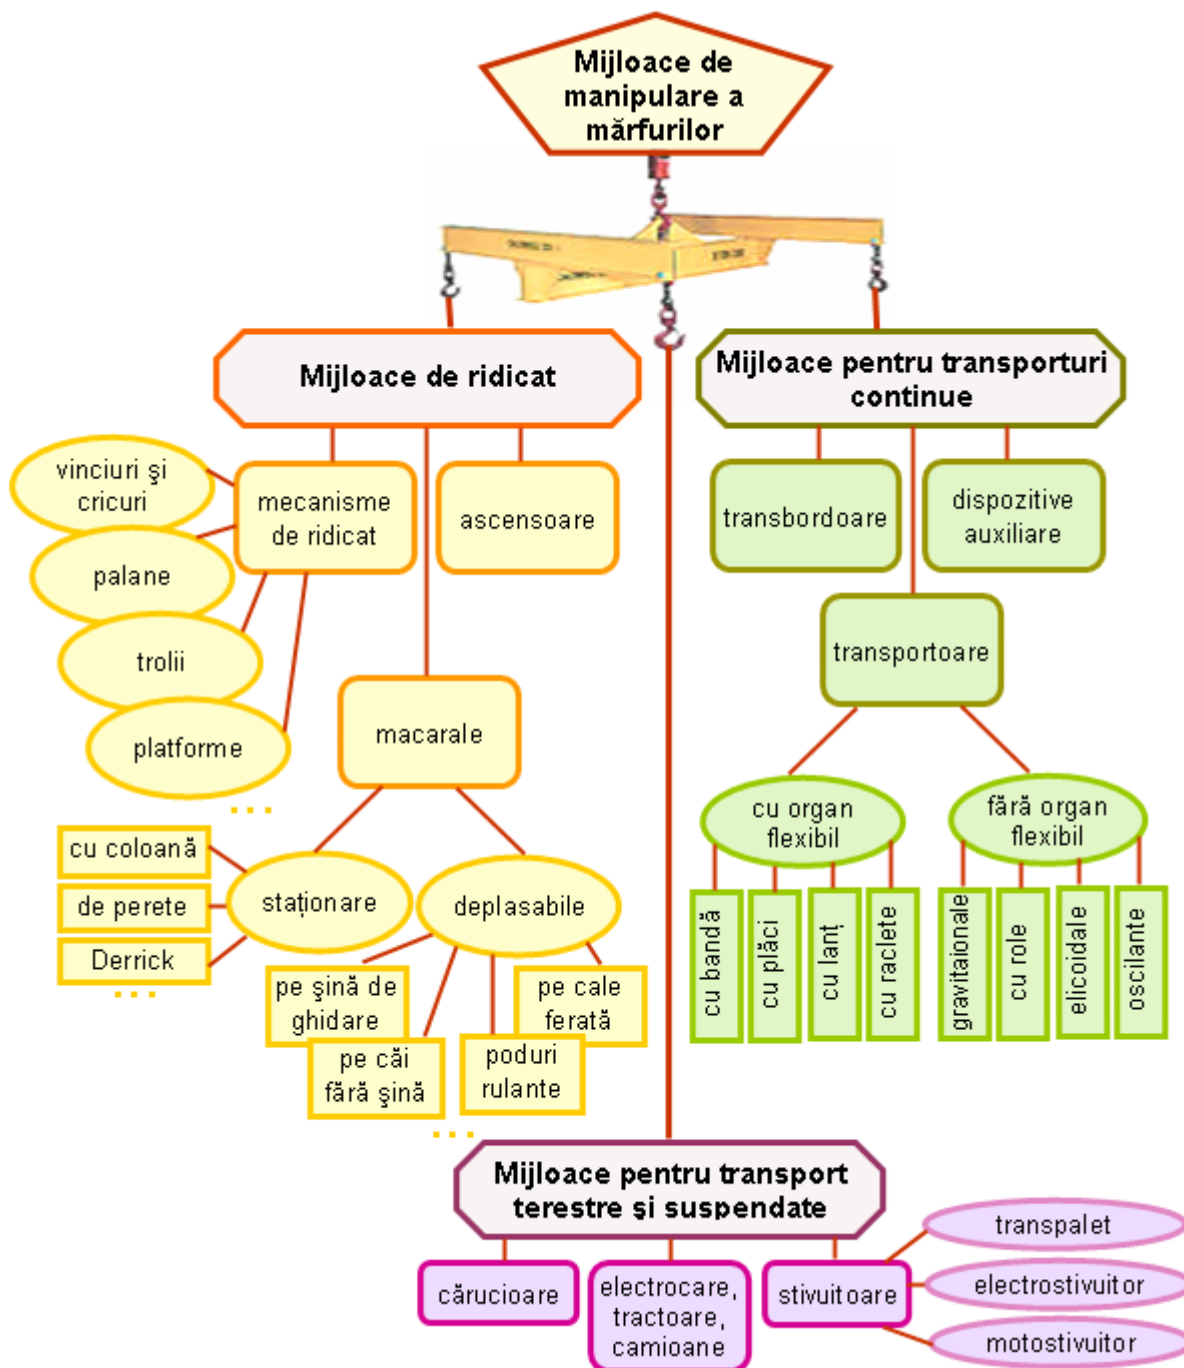 Mijloace de
manipulare a
mărfurilor
Mijloace de ridicat
Mijloace pentru transporturi
continue
vinciuri şi
cricuri
mecanisme
de ridicat
ascensoare
palane
trolii
platforme
...
macarale
cu coloană
de perete
Derrick
...
staţionare
deplasabile
pe şină de
ghidare
pe căi
fără şină
poduri
rulante
pe cale
ferată
...
transbordoare
dispozitive
auxiliare
transportoare
cu organ
flexibil
fără organ
flexibil
cu bandă
cu plăci
cu lanţ
cu raclete
gravitaionale
cu role
elicoidale
oscilante
Mijloace pentru transport
terestre şi suspendate
cărucioare
electrocare,
tractoare,
camioane
stivuitoare
transpalet
electrostivuitor
motostivuitor